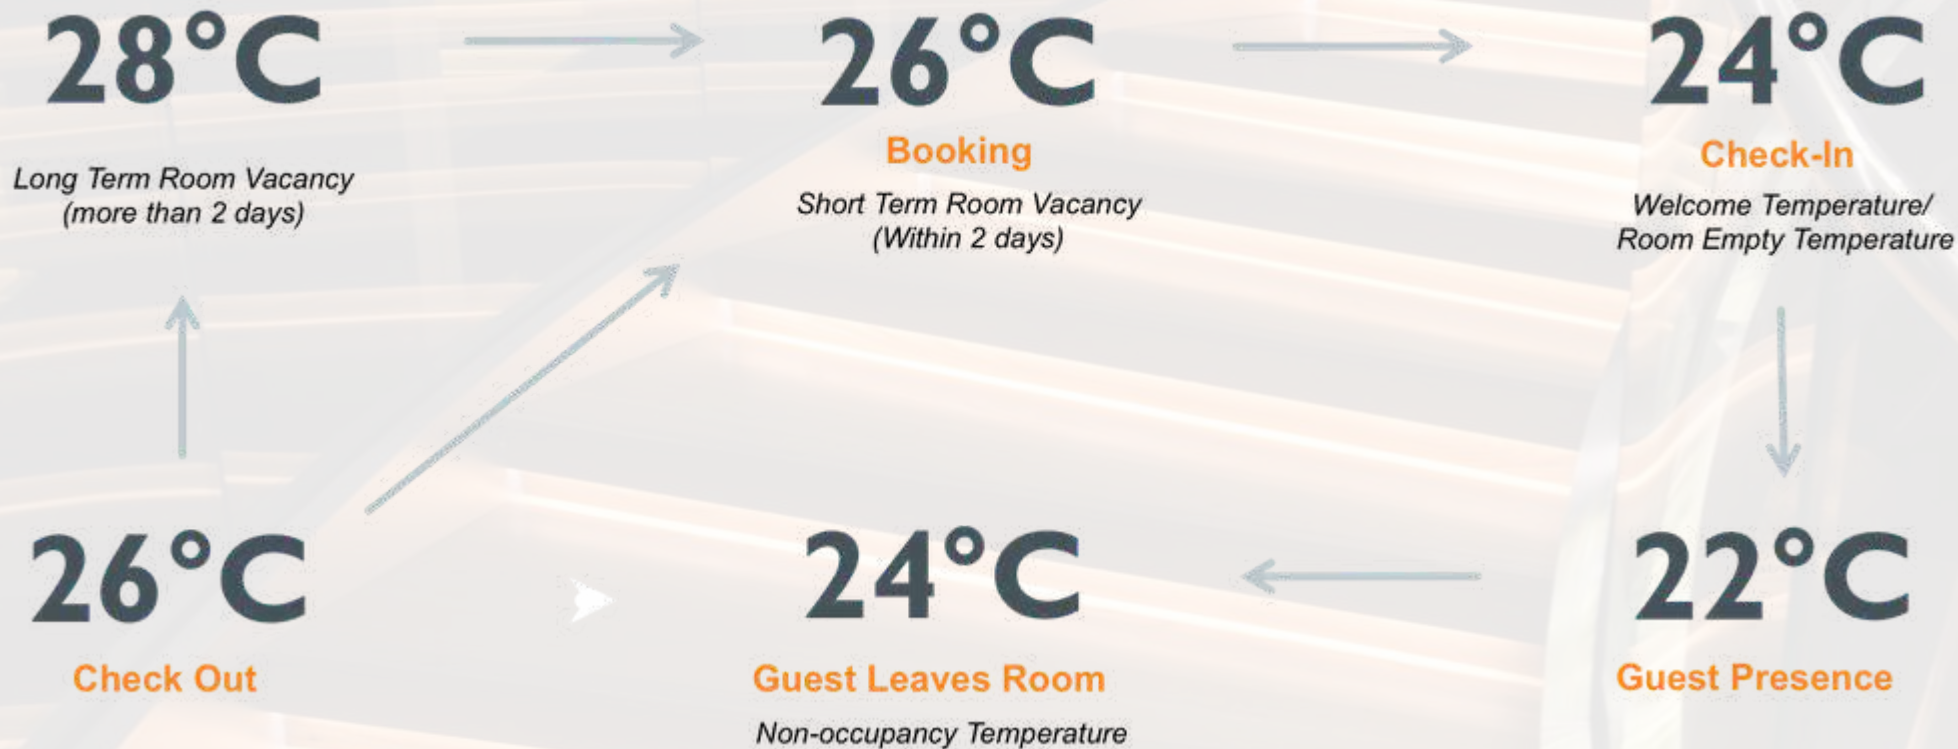 28°C
Long Term Room Vacancy
(more than 2 days)
26°C
Booking
Short Term Room Vacancy
(Within 2 days)
24°C
Check-In
Welcome Temperature/
Room Empty Temperature
26°C
Check Out
24°C
Guest Leaves Room
Non-occupancy Temperature
22°C
Guest Presence